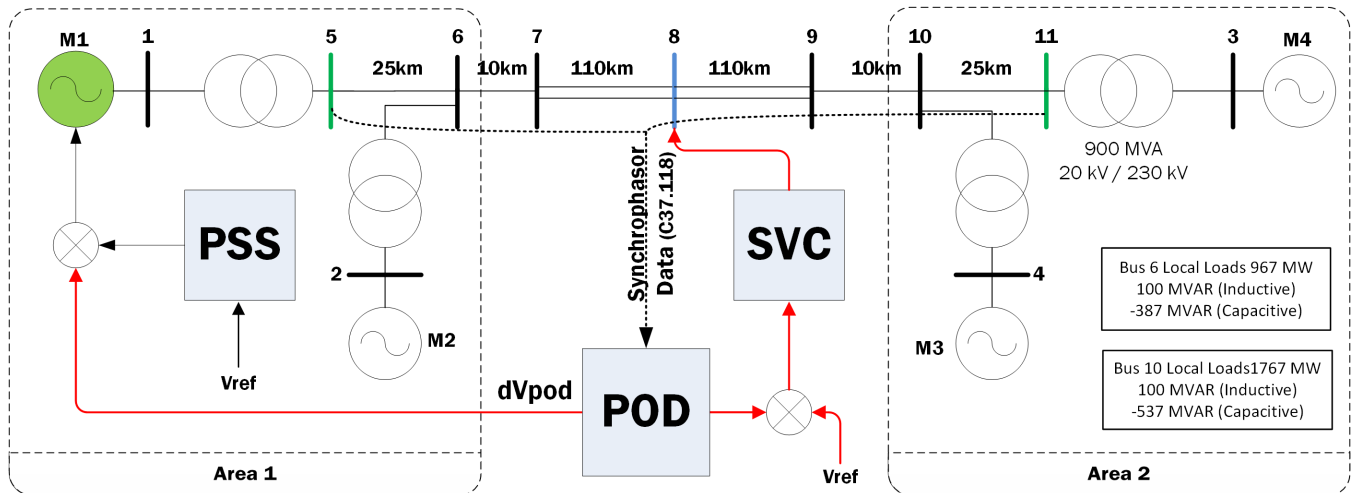 M1
1
5
6
7
8
9
10
11
3
M4
25km
10km
110km
110km
10km
25km
900 MVA
20 kV / 230 kV
Synchrophasor
Data (C37.118)
PSS
SVC
2
4
Bus 6 Local Loads 967 MW
100 MVAR (Inductive)
-387 MVAR (Capacitive)
M2
M3
Vref
dVpod
POD
Bus 10 Local Loads1767 MW
100 MVAR (Inductive)
-537 MVAR (Capacitive)
Vref
Area 1
Area 2